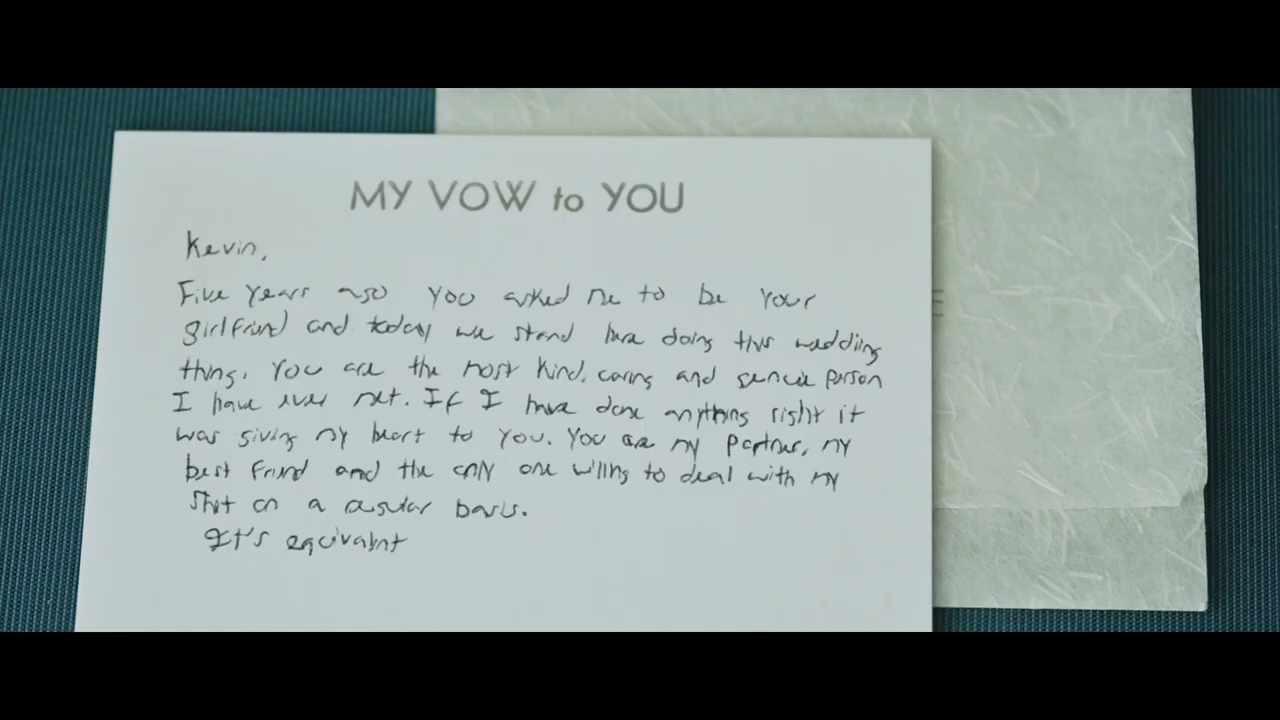 MY VOW to YOU
Kevin,
Five years ago you asked me to be your
girlfriend and today we stand here doing this wedding
thing. You are the most kind, caring and genuine person
I have ever met. If I have done anything right it
was giving my heart to you. You are my partner, my
best friend and the only one willing to deal with my
shit on a regular basis.
It's equivalent